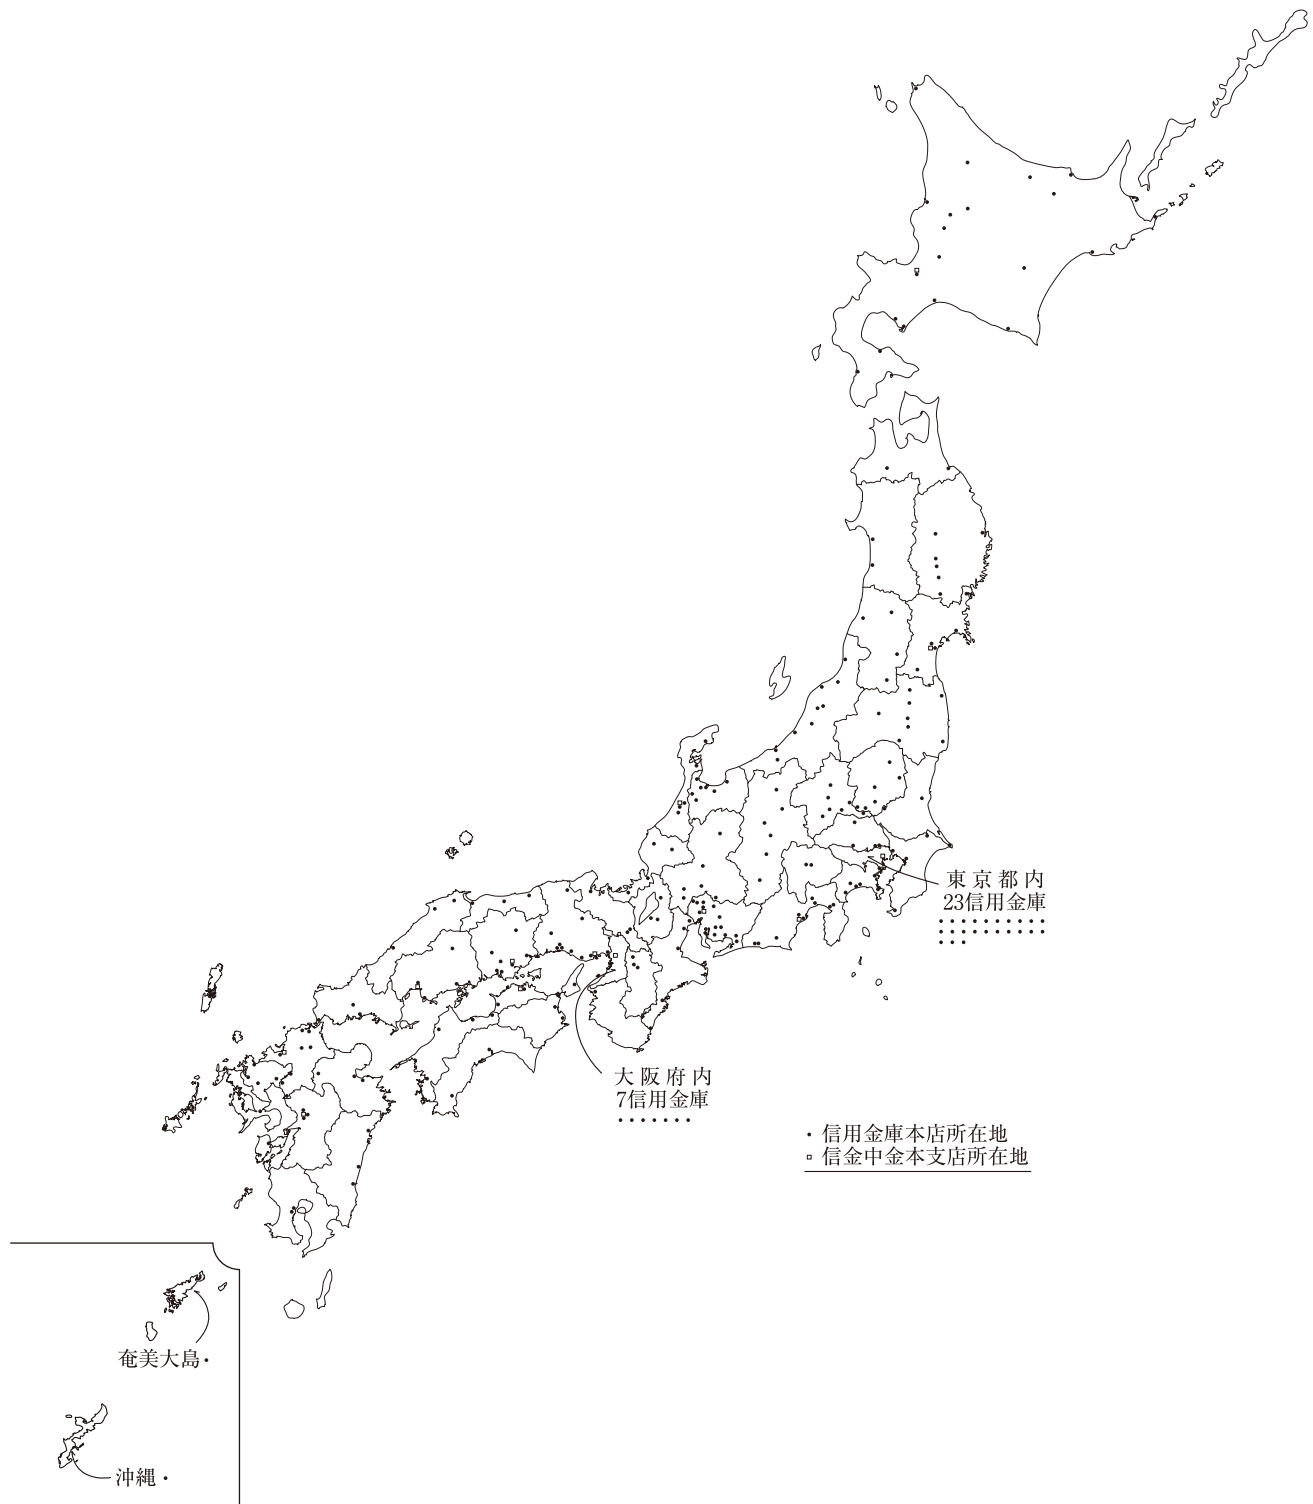 東京都内
23信用金庫
大阪府内
7信用金庫
・信用金庫本店所在地
□信金中金本支店所在地
奄美大島・
沖縄・